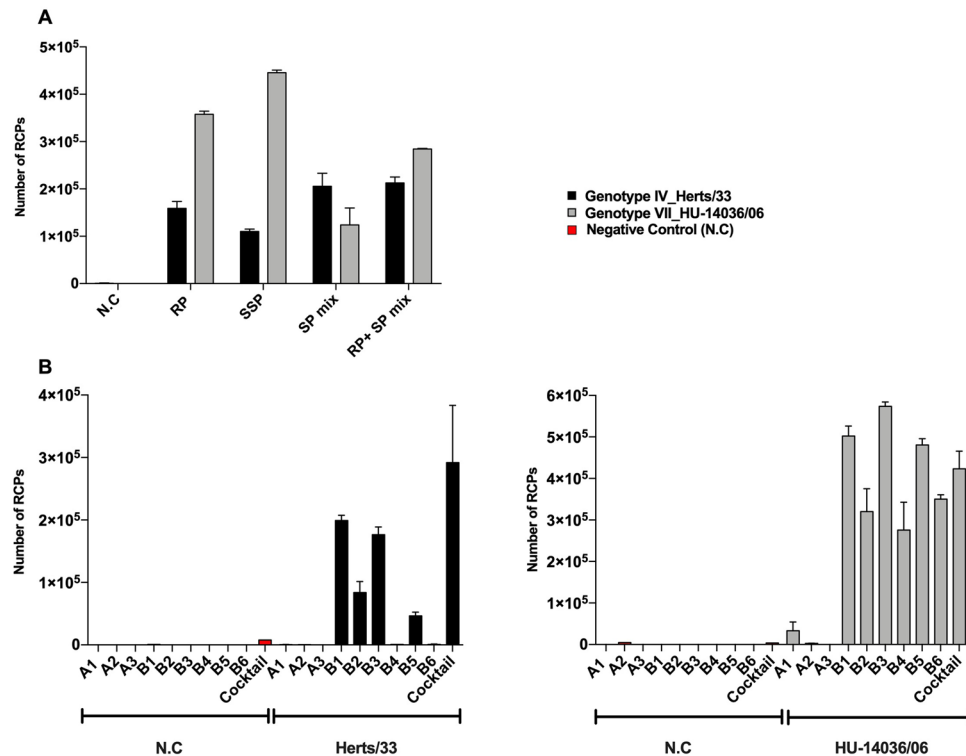 A
Number of RCPs
5×10⁵
4×10⁵
3×10⁵
2×10⁵
1×10⁵
0
N.C
RP
SSP
SP mix
RP+ SP mix
Genotype IV_Herts/33
Genotype VII_HU-14036/06
Negative Control (N.C)
B
Number of RCPs
4×10⁵
3×10⁵
2×10⁵
1×10⁵
0
A1
A2
A3
B1
B2
B3
B4
B5
B6
Cocktail
A1
A2
A3
B1
B2
B3
B4
B5
B6
Cocktail
N.C
Herts/33
Number of RCPs
6×10⁵
5×10⁵
4×10⁵
3×10⁵
2×10⁵
1×10⁵
0
A1
A2
A3
B1
B2
B3
B4
B5
B6
Cocktail
A1
A2
A3
B1
B2
B3
B4
B5
B6
Cocktail
N.C
HU-14036/06